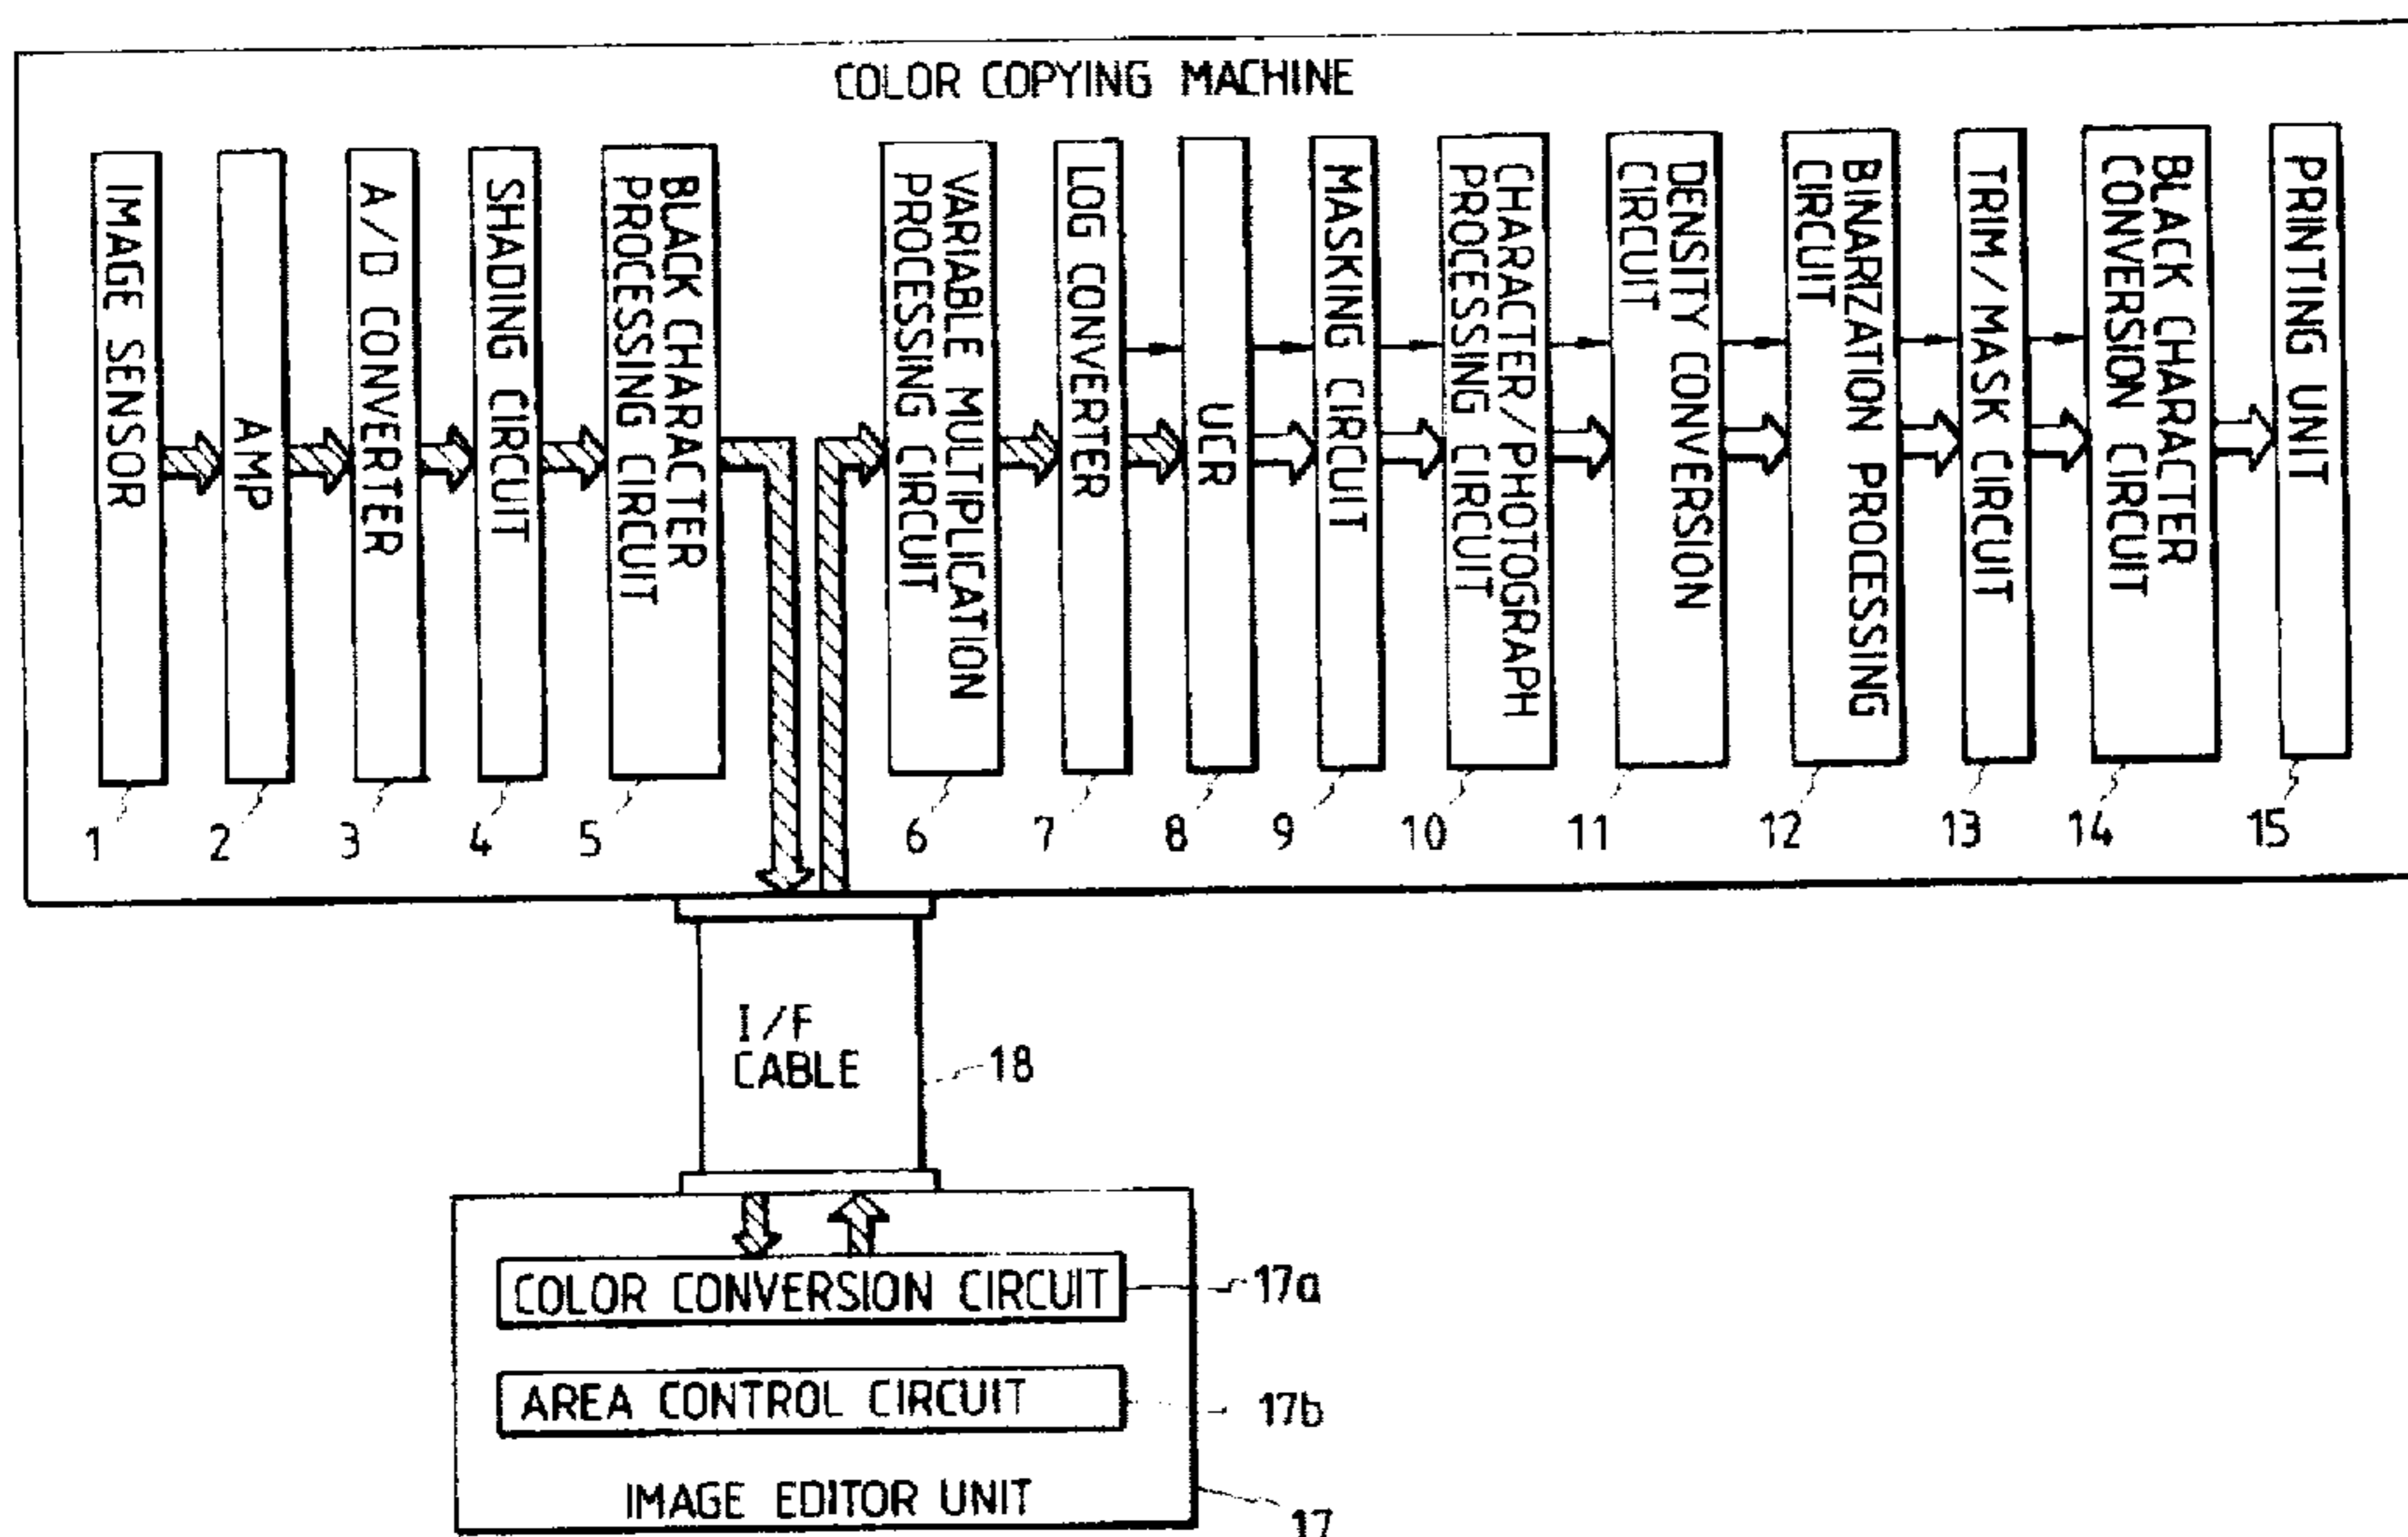 COLOR COPYING MACHINE
IMAGE SENSOR
AMP
A/D CONVERTER
SHADING CIRCUIT
BLACK CHARACTER
PROCESSING CIRCUIT
VARIABLE MULTIPLICATION
PROCESSING CIRCUIT
LOG CONVERTER
UCR
MASKING CIRCUIT
CHARACTER/PHOTOGRAPH
PROCESSING CIRCUIT
DENSITY CONVERSION
CIRCUIT
BINARIZATION PROCESSING
CIRCUIT
TRIM/MASK CIRCUIT
BLACK CHARACTER
CONVERSION CIRCUIT
PRINTING UNIT
1 2 3 4 5 6 7 8 9 10 11 12 13 14 15
I/F
CABLE
18
COLOR CONVERSION CIRCUIT
17a
AREA CONTROL CIRCUIT
17b
IMAGE EDITOR UNIT
17